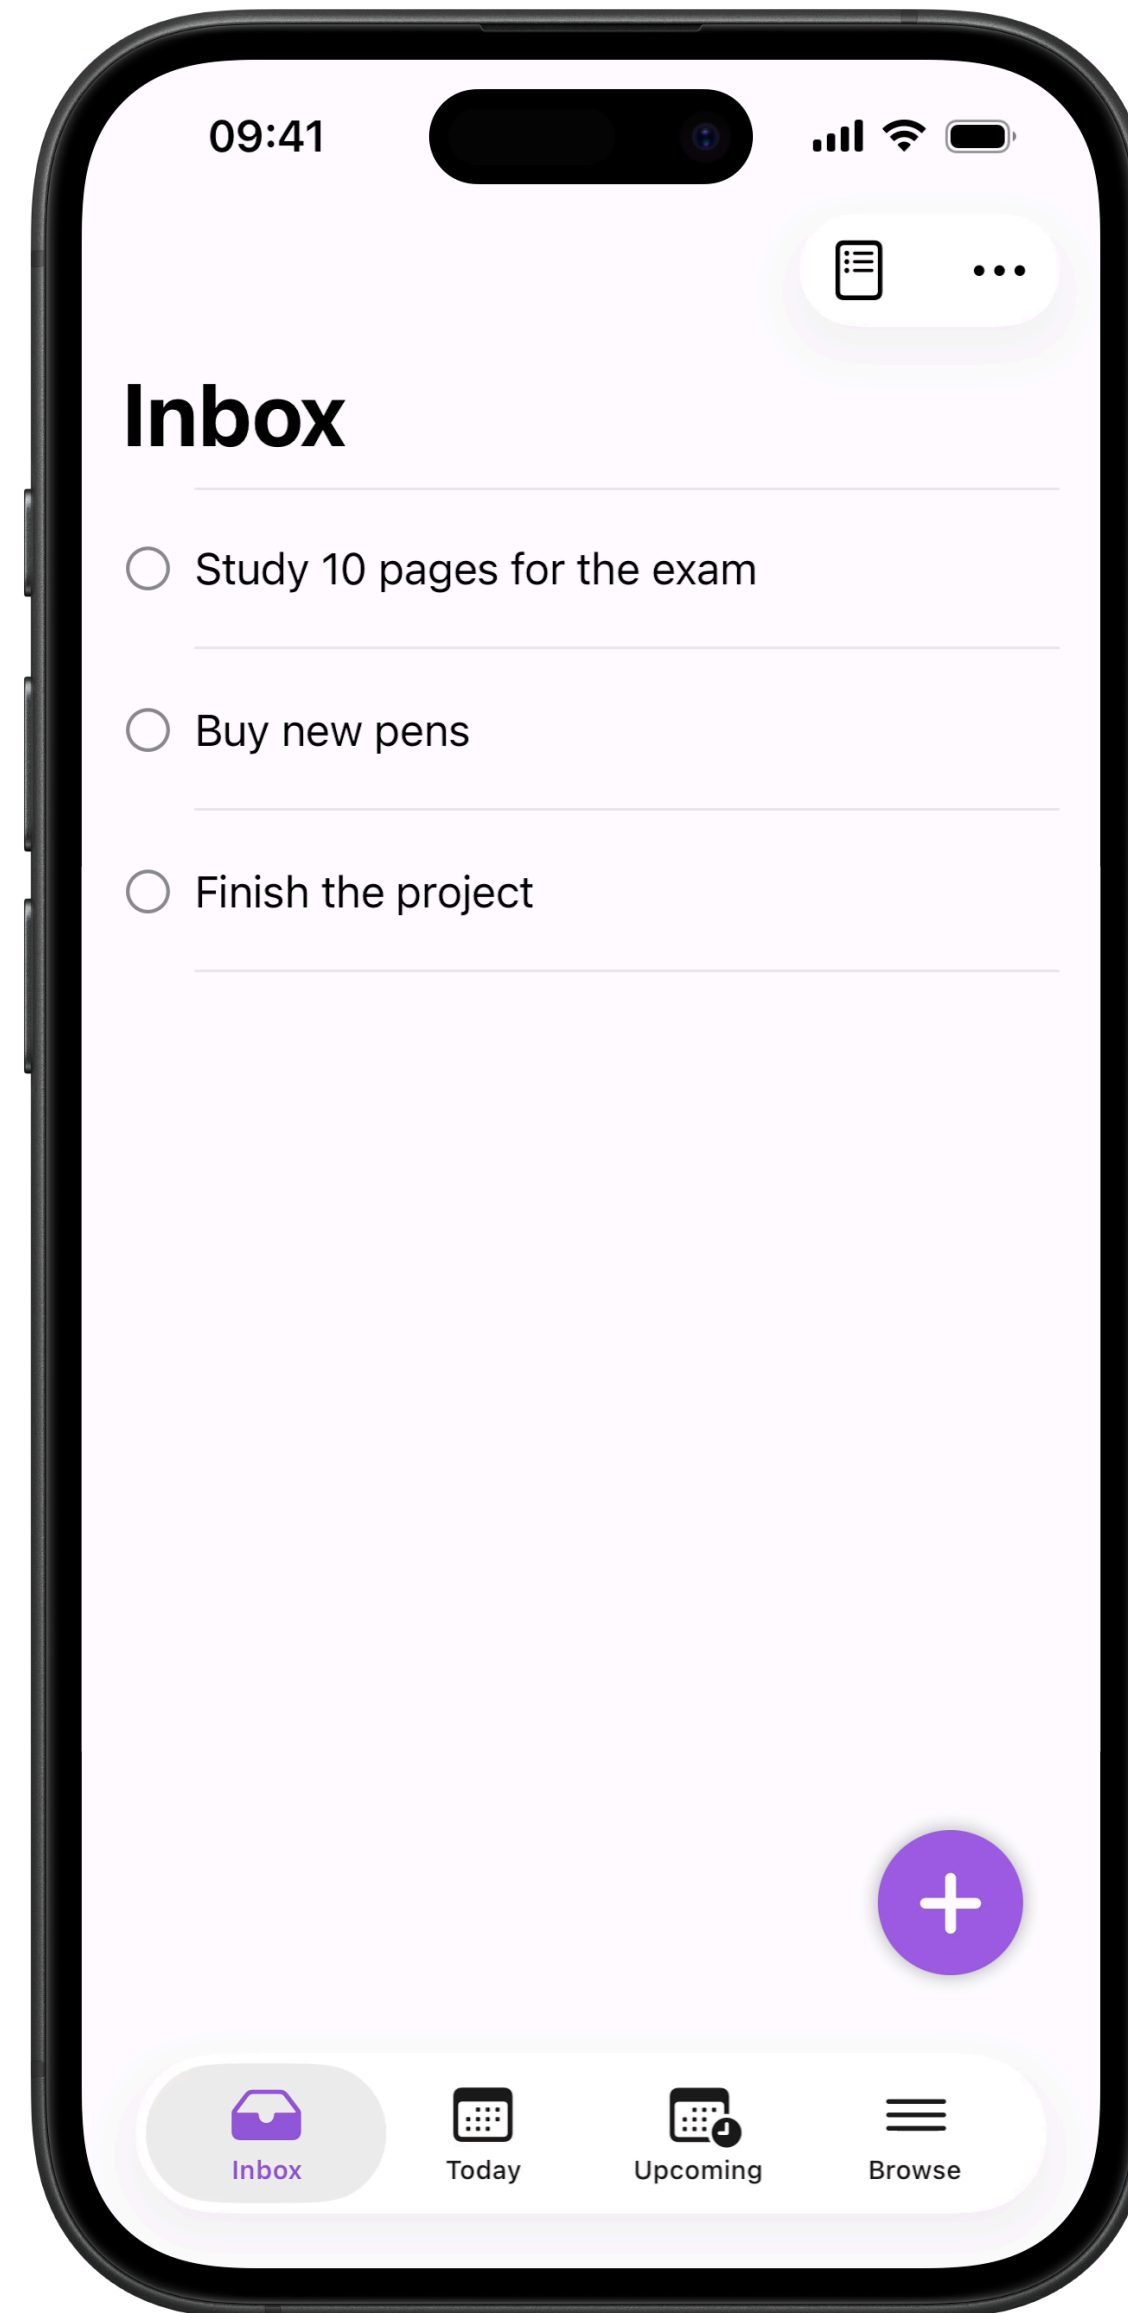 09:41
Inbox
Study 10 pages for the exam
Buy new pens
Finish the project
Inbox
Today
Upcoming
Browse